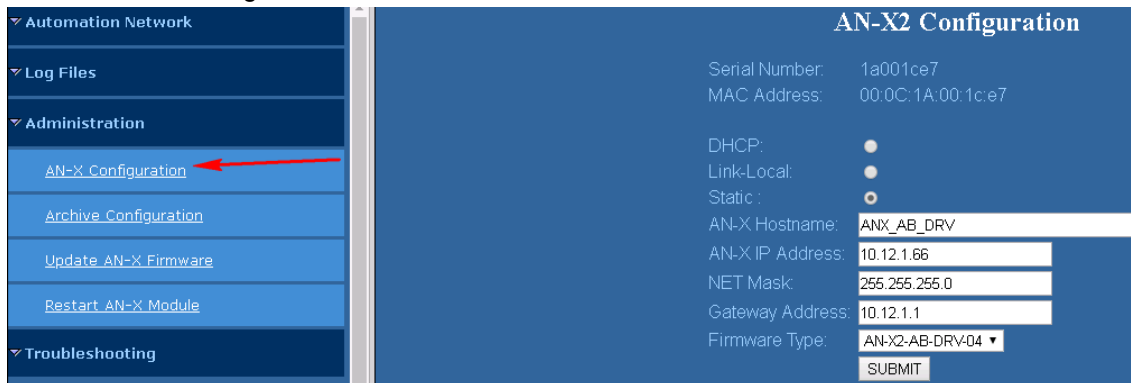 Automation Network
Log Files
Administration
AN-X Configuration
Archive Configuration
Update AN-X Firmware
Restart AN-X Module
Troubleshooting
AN-X2 Configuration
Serial Number: 1a001ce7
MAC Address: 00:0C:1A:00:1c:e7
DHCP:
Link-Local:
Static :
AN-X Hostname: ANX_AB_DRV
AN-X IP Address: 10.12.1.66
NET Mask: 255.255.255.0
Gateway Address: 10.12.1.1
Firmware Type: AN-X2-AB-DRV-04
SUBMIT